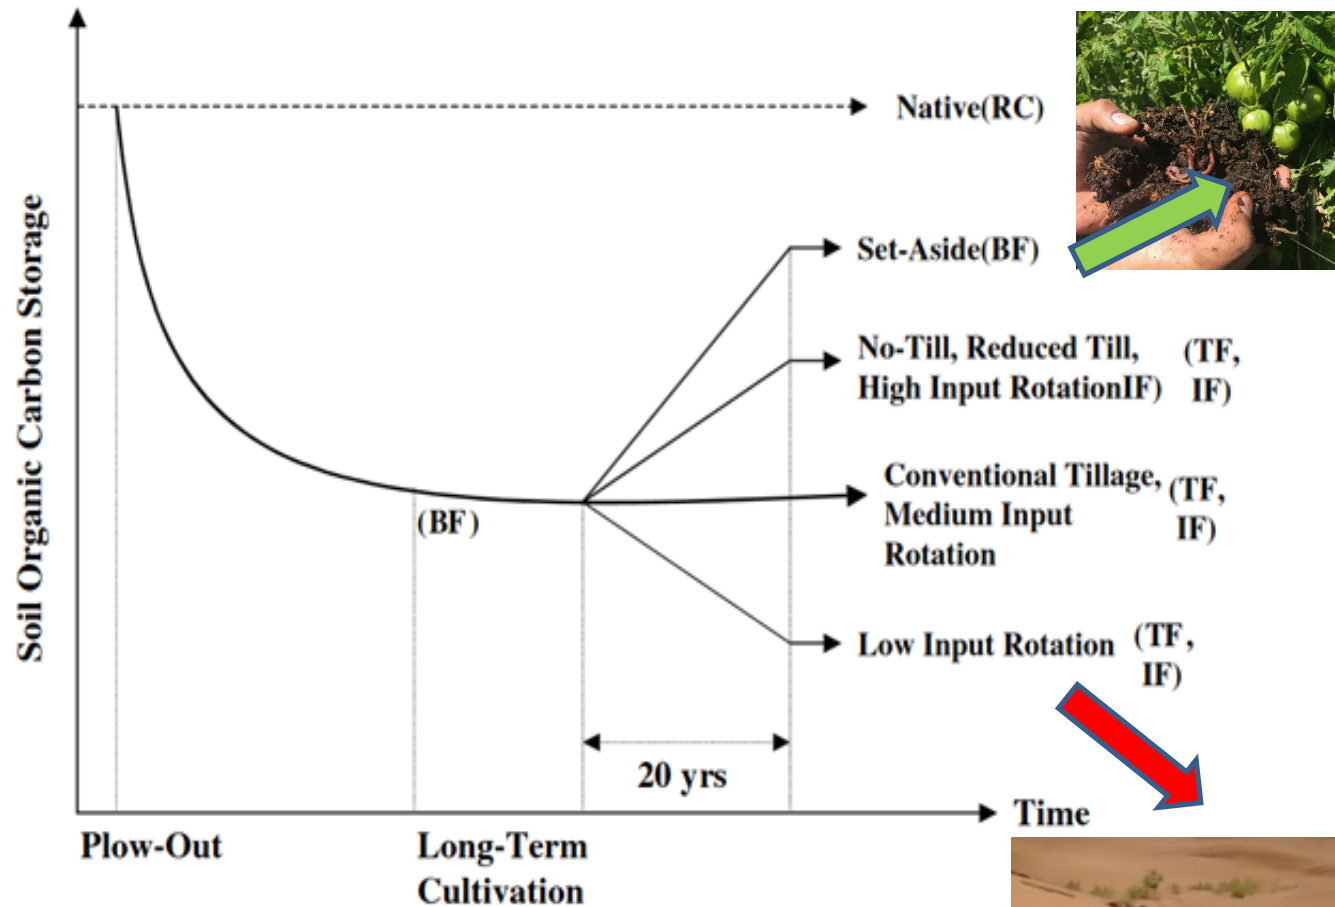 Soil Organic Carbon Storage
Native(RC)
Set-Aside(BF)
No-Till, Reduced Till, (TF,
High Input RotationIF) IF)
Conventional Tillage, (TF,
Medium Input IF)
Rotation
(BF)
Low Input Rotation (TF,
IF)
20 yrs
Time
Plow-Out
Long-Term
Cultivation